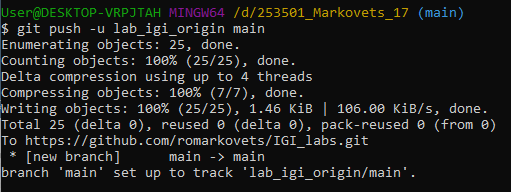 User@DESKTOP-VRPJTAH MINGW64 /d/253501_Markovets_17 (main)
$ git push -u lab_igi_origin main
Enumerating objects: 25, done.
Counting objects: 100% (25/25), done.
Delta compression using up to 4 threads
Compressing objects: 100% (7/7), done.
Writing objects: 100% (25/25), 1.46 KiB | 106.00 KiB/s, done.
Total 25 (delta 0), reused 0 (delta 0), pack-reused 0 (from 0)
To https://github.com/romarkovets/IGI_labs.git
 * [new branch]      main -> main
branch 'main' set up to track 'lab_igi_origin/main'.